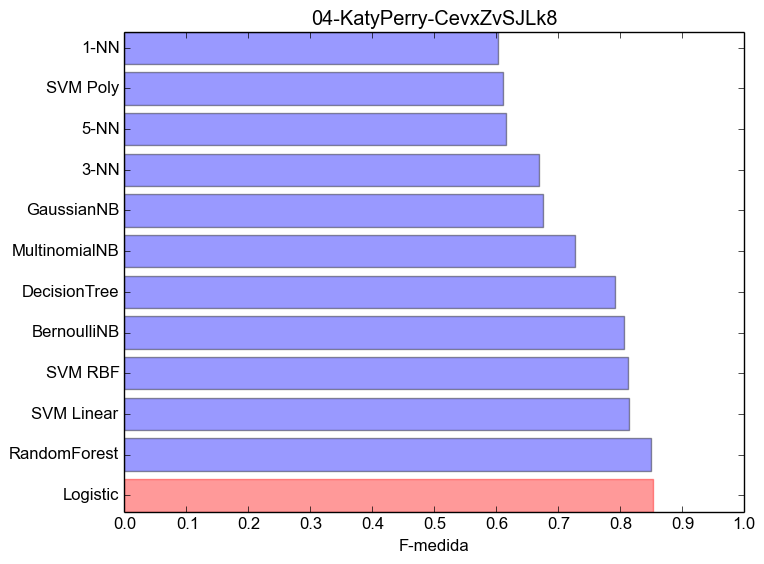 04-KatyPerry-CevxZvSJLk8
1-NN
SVM Poly
5-NN
3-NN
GaussianNB
MultinomialNB
DecisionTree
BernoulliNB
SVM RBF
SVM Linear
RandomForest
Logistic
0.0 0.1 0.2 0.3 0.4 0.5 0.6 0.7 0.8 0.9 1.0
F-medida